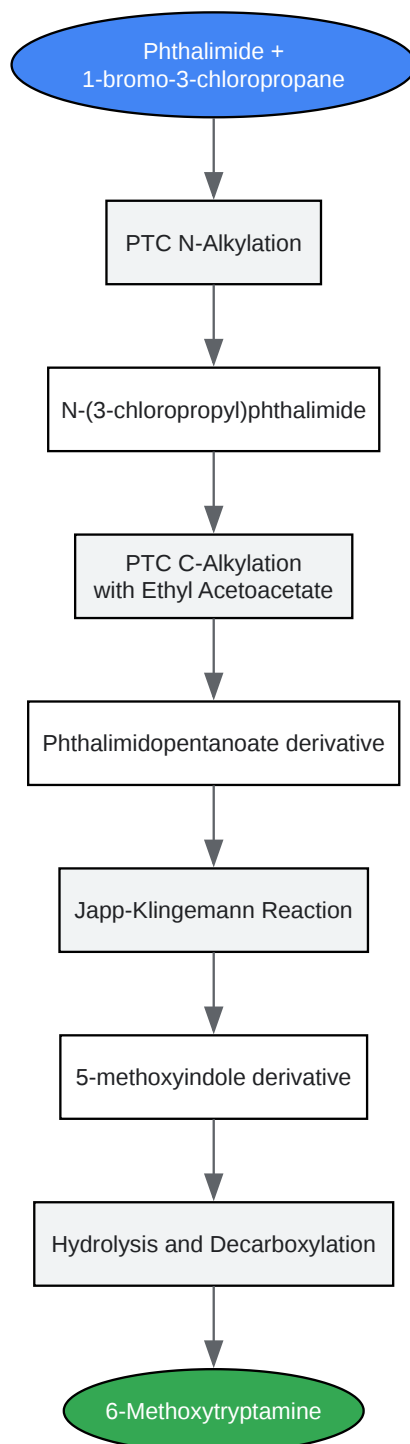 Phthalimide +
1-bromo-3-chloropropane
PTC N-Alkylation
N-(3-chloropropyl)phthalimide
PTC C-Alkylation
with Ethyl Acetoacetate
Phthalimidopentanoate derivative
Japp-Klingemann Reaction
5-methoxyindole derivative
Hydrolysis and Decarboxylation
6-Methoxytryptamine